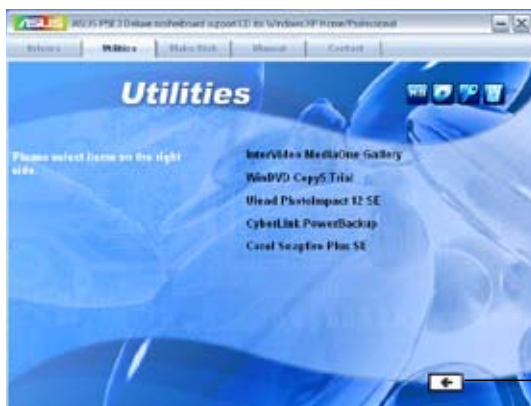 ASUS
ASUS P5E3 Deluxe motherboard support CD for Windows XP Home/Professional
Drivers
Utilities
Make Disk
Manual
Contact
Utilities
Please select items on the right side.
InterVideo MediaOne Gallery
WinDVD Copy5 Trial
Ulead PhotoImpact 12 SE
CyberLink PowerBackup
Corel Snapfire Plus SE